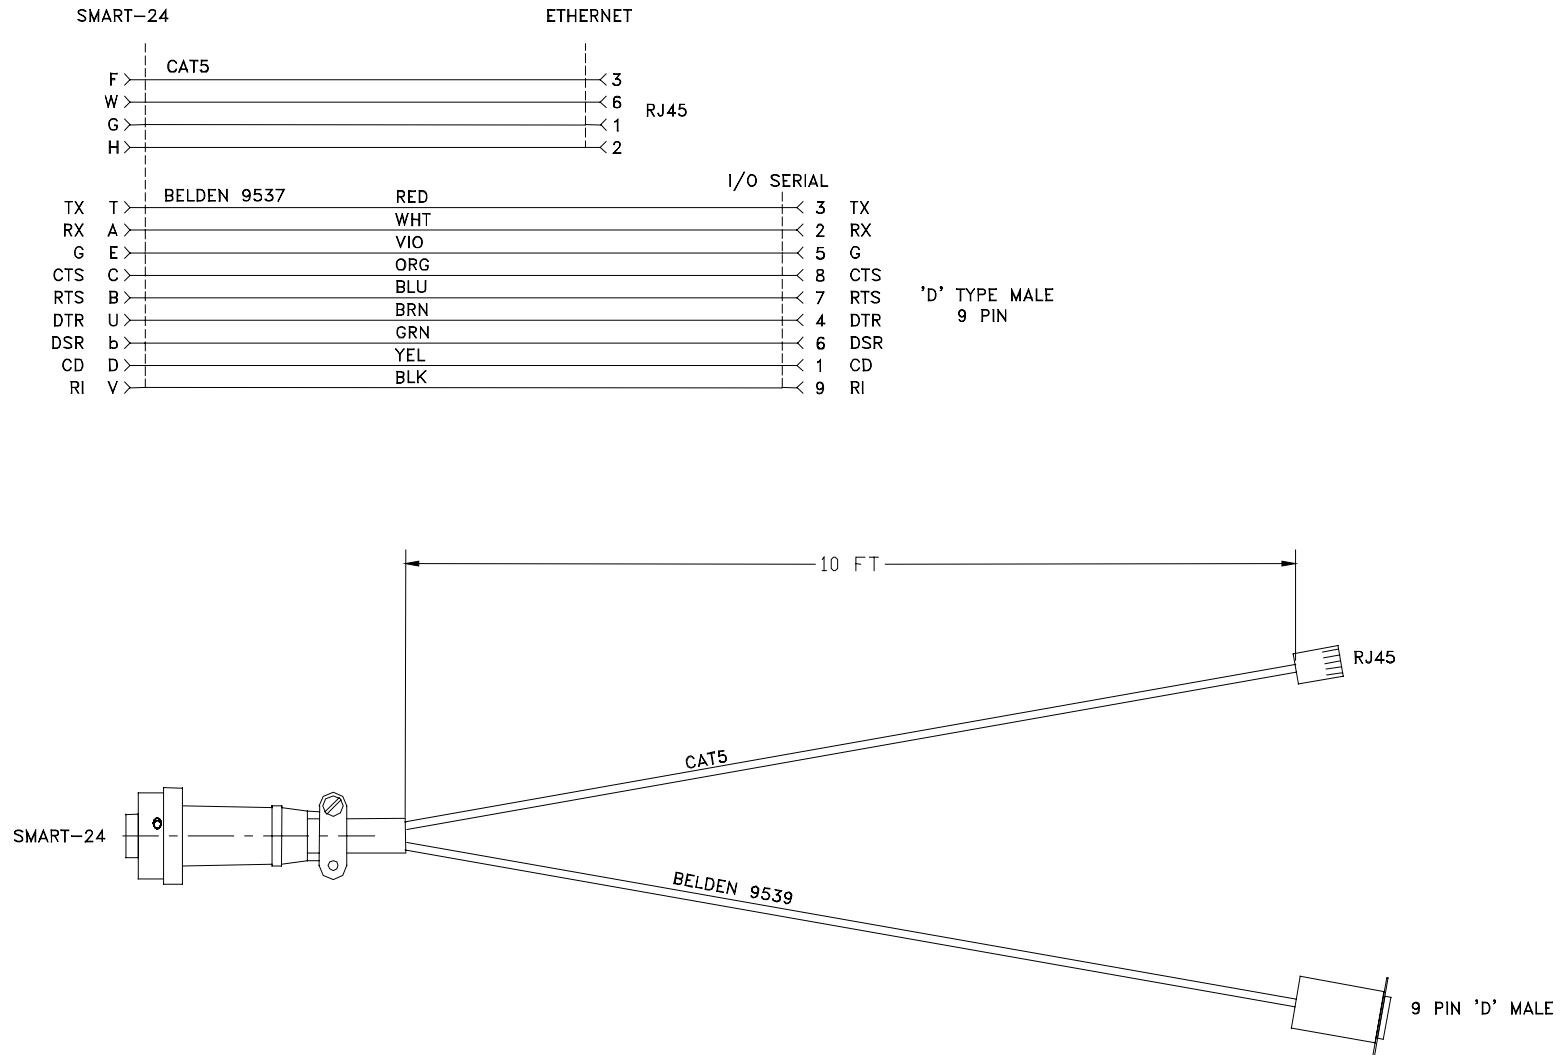 SMART-24 ETHERNET
CAT5
F 3
W 6
RJ45
G 1
H 2
I/O SERIAL
BELDEN 9537 RED
TX T 3 TX
WHT
RX A 2 RX
VIO
G E 5 G
ORG
CTS C 8 CTS
BLU
RTS B 7 RTS
'D' TYPE MALE
9 PIN
BRN
DTR U 4 DTR
GRN
DSR b 6 DSR
YEL
CD D 1 CD
BLK
RI V 9 RI
10 FT
RJ45
CAT5
SMART-24
BELDEN 9539
9 PIN 'D' MALE